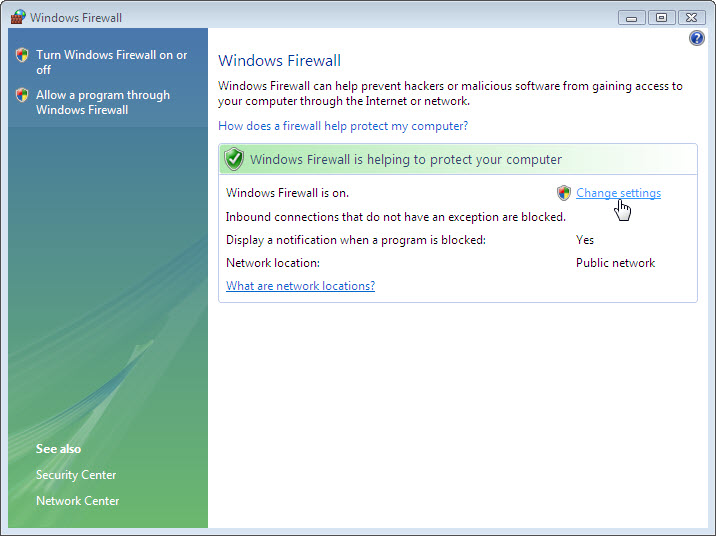 Windows Firewall
Turn Windows Firewall on or
off
Allow a program through
Windows Firewall
See also
Security Center
Network Center
Windows Firewall
Windows Firewall can help prevent hackers or malicious software from gaining access to
your computer through the Internet or network.
How does a firewall help protect my computer?
Windows Firewall is helping to protect your computer
Windows Firewall is on. Change settings
Inbound connections that do not have an exception are blocked.
Display a notification when a program is blocked: Yes
Network location: Public network
What are network locations?